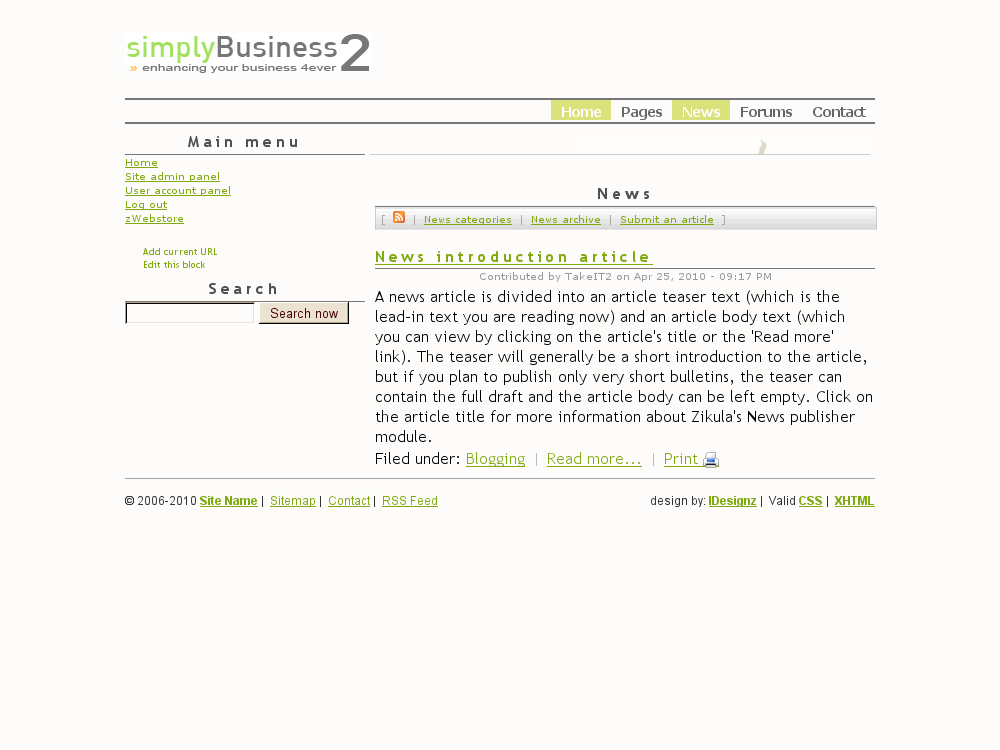 simplyBusiness2
» enhancing your business 4ever
Home Pages News Forums Contact
Main menu
Home
Site admin panel
User account panel
Log out
zWebstore
Add current URL
Edit this block
Search
Search now
News
[ | News categories | News archive | Submit an article ]
News introduction article
Contributed by TakeIT2 on Apr 25, 2010 - 09:17 PM
A news article is divided into an article teaser text (which is the
lead-in text you are reading now) and an article body text (which
you can view by clicking on the article's title or the 'Read more'
link). The teaser will generally be a short introduction to the article,
but if you plan to publish only very short bulletins, the teaser can
contain the full draft and the article body can be left empty. Click on
the article title for more information about Zikula's News publisher
module.
Filed under: Blogging | Read more... | Print
© 2006-2010 Site Name | Sitemap | Contact | RSS Feed
design by: IDesignz | Valid CSS | XHTML